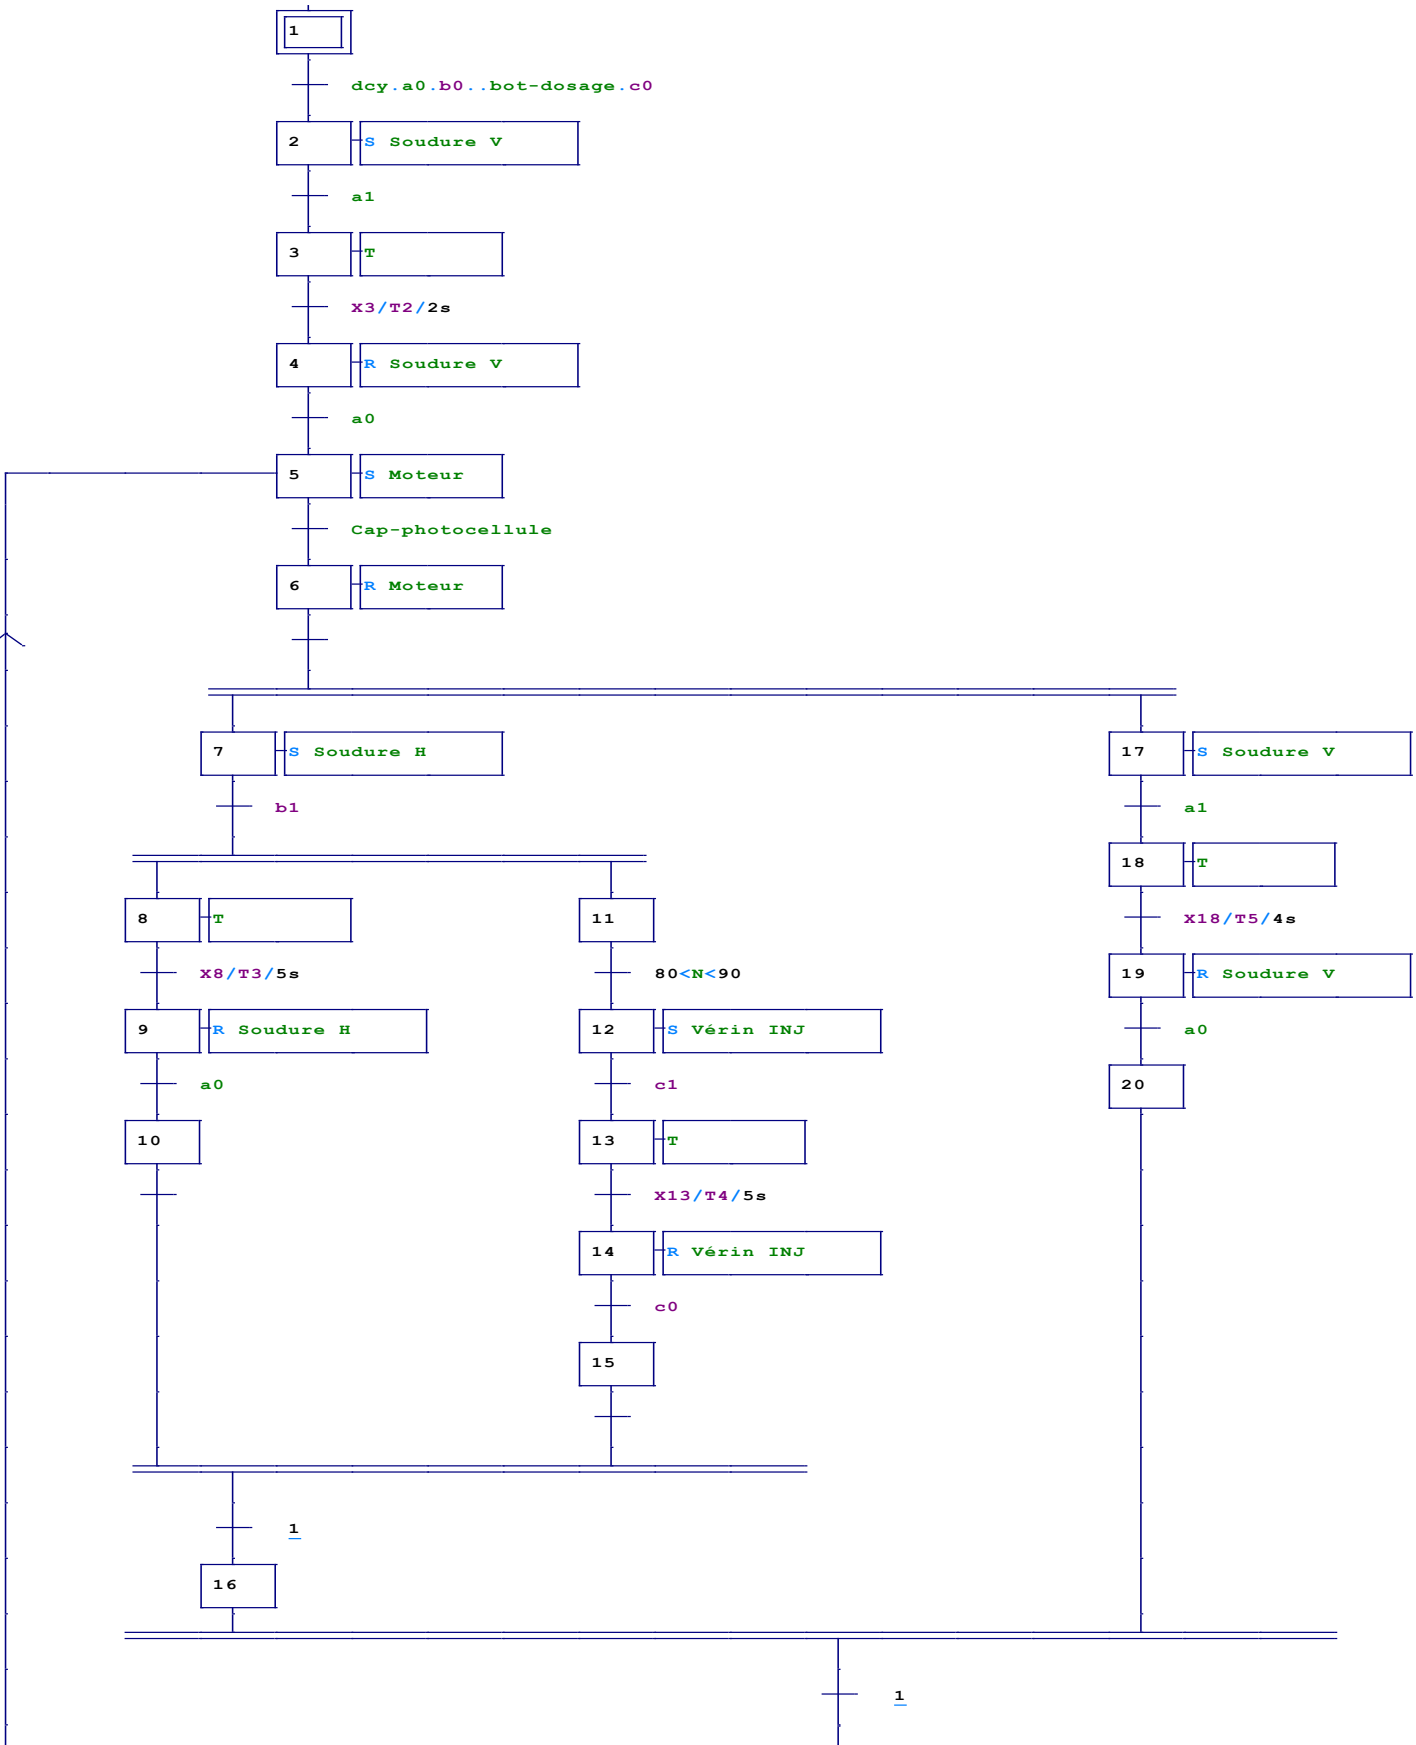 1
dcy.a0.b0..bot-dosage.c0
2 S Soudure V
a1
3 T
X3/T2/2s
4 R Soudure V
a0
5 S Moteur
Cap-photocellule
6 R Moteur
7 S Soudure H
17 S Soudure V
b1
a1
18 T
8 T
11
X18/T5/4s
X8/T3/5s
80<N<90
19 R Soudure V
9 R Soudure H
12 S Vérin INJ
a0
a0
c1
20
10
13 T
X13/T4/5s
14 R Vérin INJ
c0
15
1
16
1